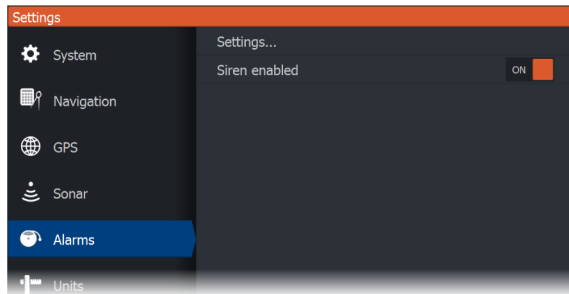 Settings
System
Navigation
GPS
Sonar
Alarms
Units
Settings...
Siren enabled ON